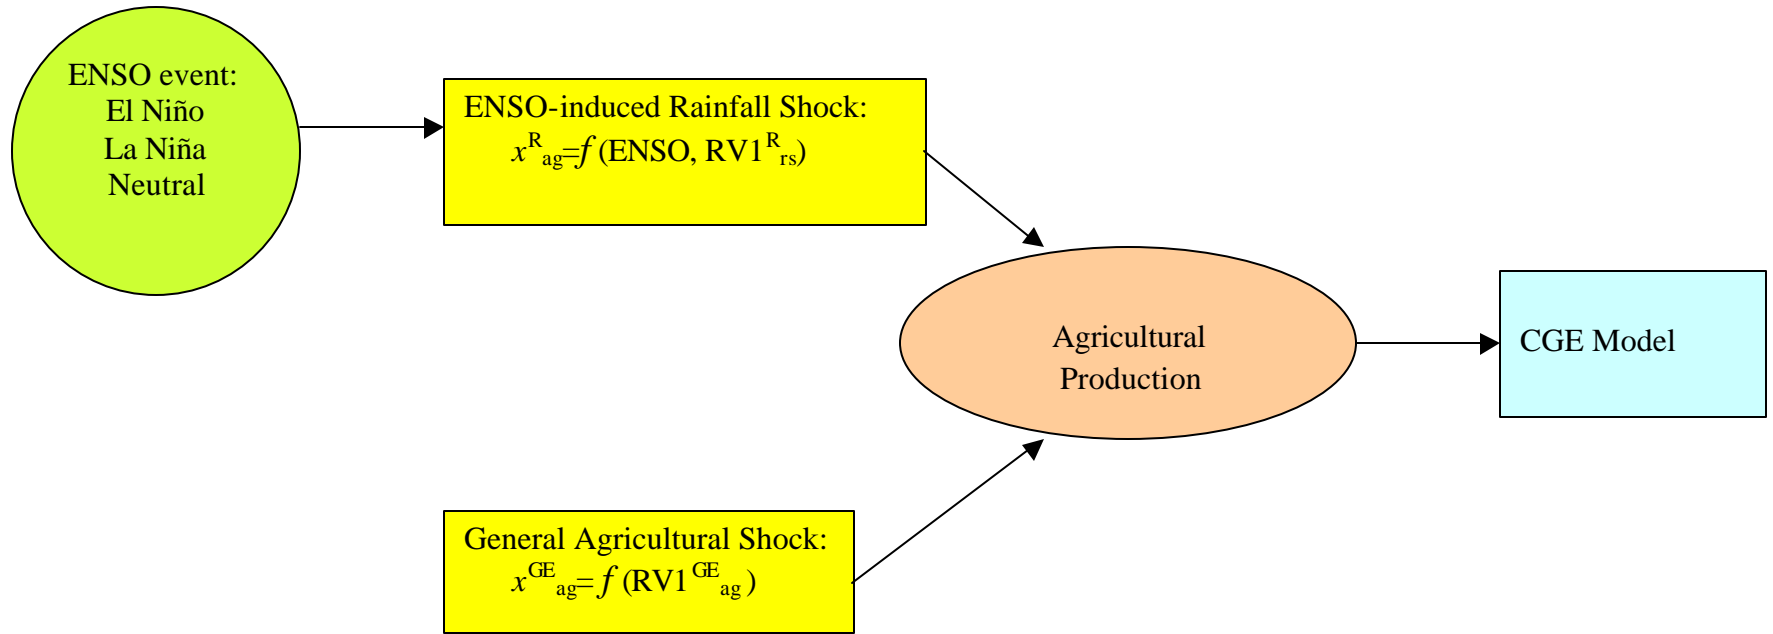 ENSO event:
El Niño
La Niña
Neutral
ENSO-induced Rainfall Shock:
x^R_ag=f(ENSO, RV1^R_rs)
Agricultural
Production
CGE Model
General Agricultural Shock:
x^GE_ag=f(RV1^GE_ag)